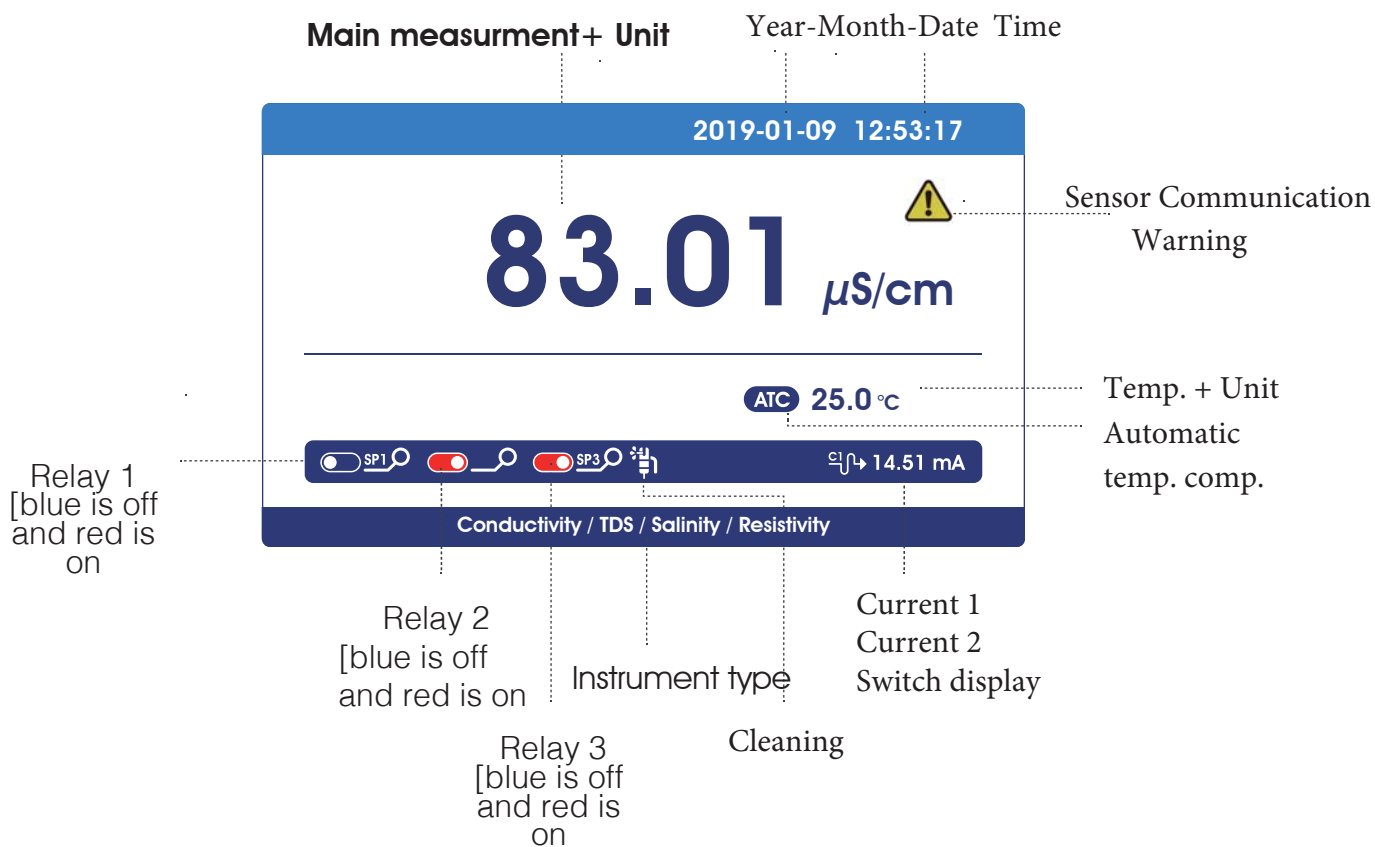 Main measurment+ Unit
Year-Month-Date Time
2019-01-09 12:53:17
Sensor Communication
Warning
83.01 µS/cm
ATC 25.0 °C
Temp. + Unit
Automatic
temp. comp.
SP1 SP3 C1 14.51 mA
Relay 1
[blue is off
and red is
on
Conductivity / TDS / Salinity / Resistivity
Relay 2
[blue is off
and red is on
Instrument type
Current 1
Current 2
Switch display
Relay 3
[blue is off
and red is
on
Cleaning